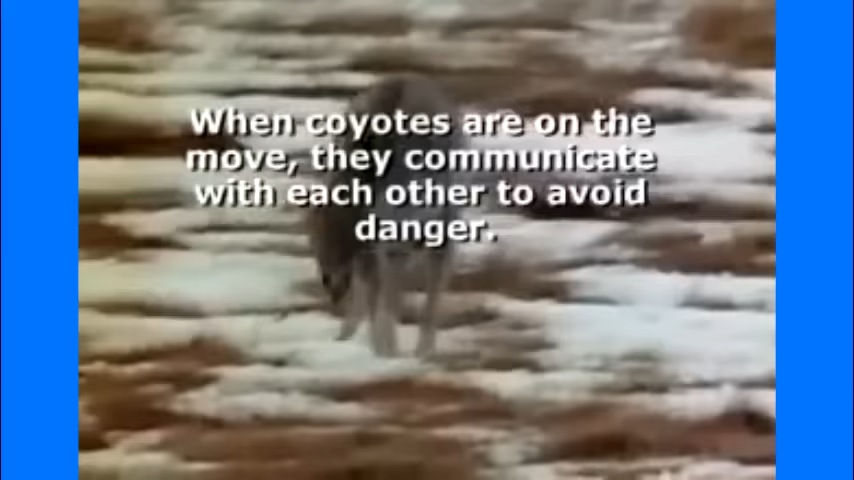 When coyotes are on the
move, they communicate
with each other to avoid
danger.